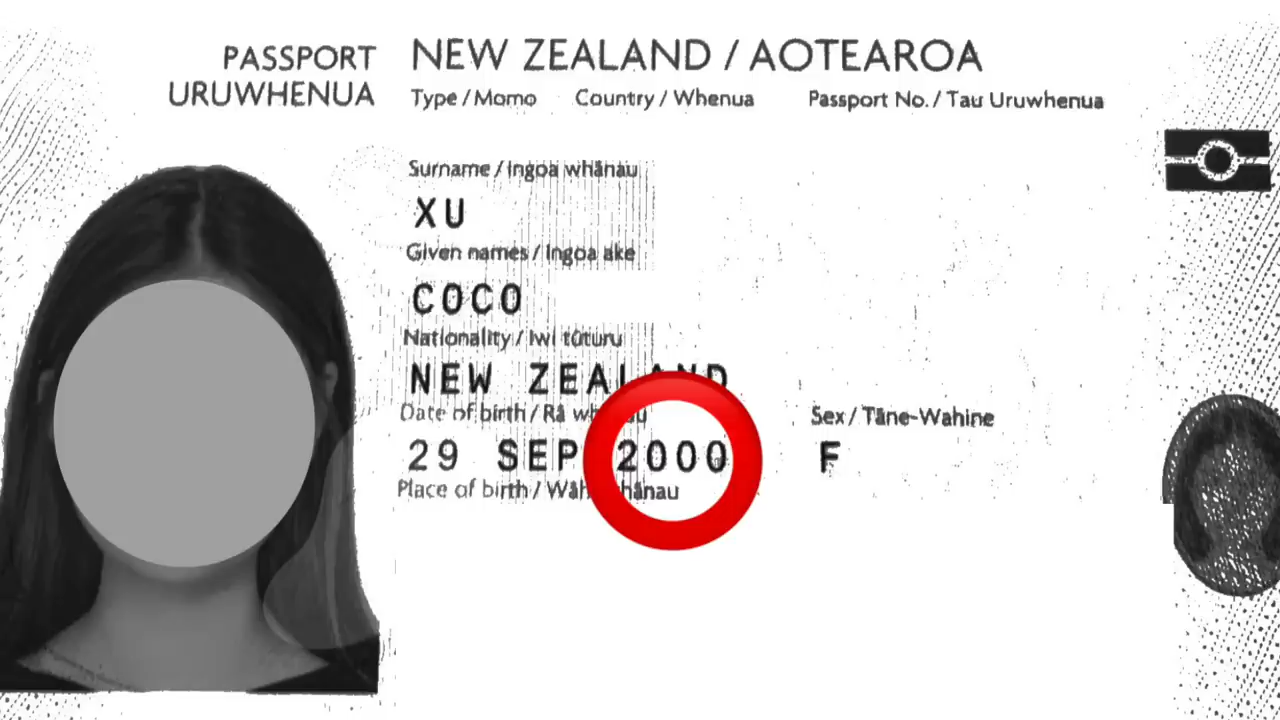 PASSPORT
URUWHENUA
NEW ZEALAND / AOTEAROA
Type / Momo Country / Whenua Passport No. / Tau Uruwhenua
Surname / Ingoa whānau
XU
Given names / Ingoa ake
COCO
Nationality / Iwi tūturu
NEW ZEALAND
Date of birth / Rā Sex / Tāne-Wahine
29 SEP 2000 F
Place of birth /